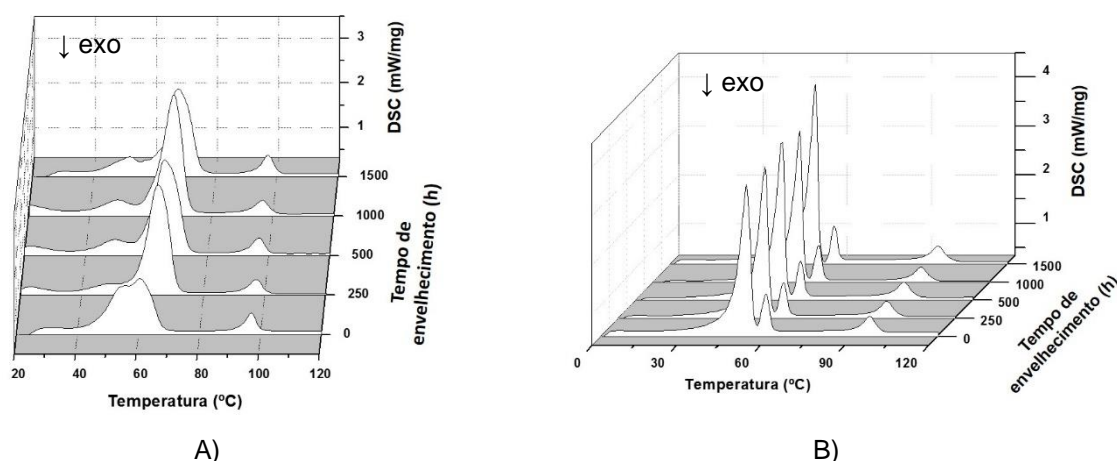 ↓ exo
3
2
1
DSC (mW/mg)
1500
1000
500
250
0
Tempo de
envelhecimento (h)
20 40 60 80 100 120
Temperatura (ºC)
A)
↓ exo
4
3
2
1
DSC (mW/mg)
1500
1000
500
250
0
Tempo de
envelhecimento (h)
0 30 60 90 120
Temperatura (ºC)
B)